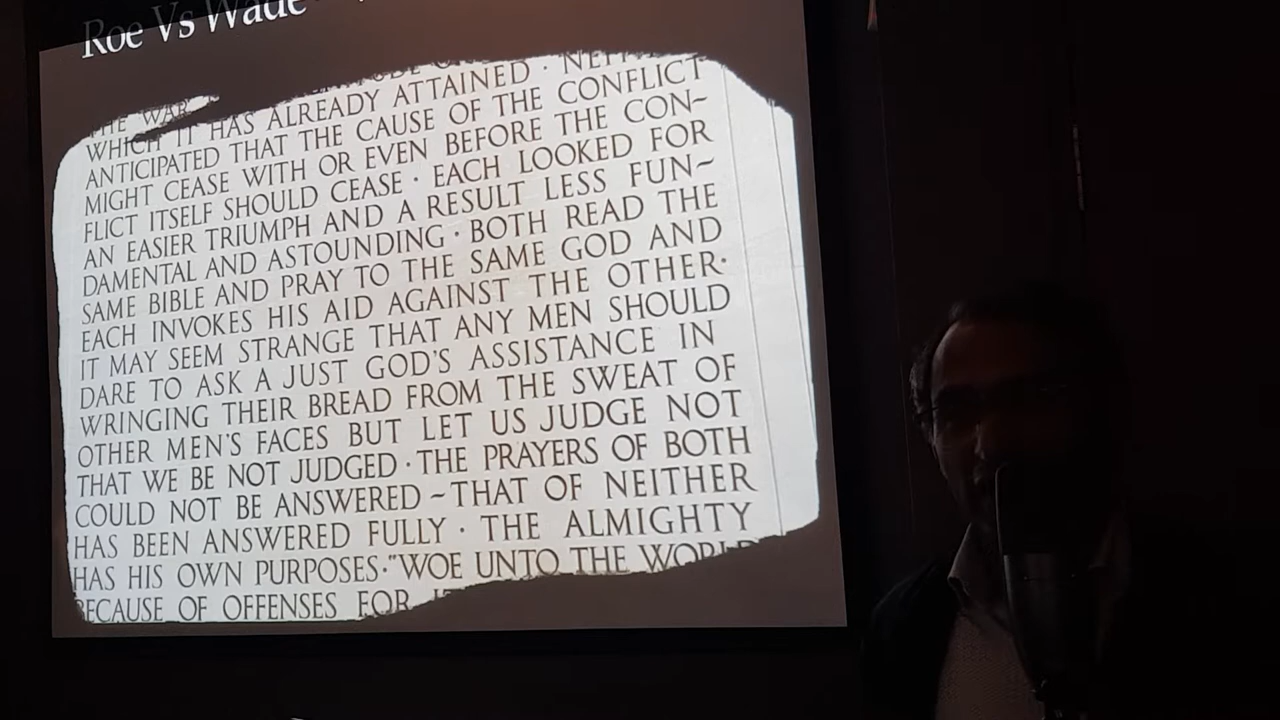 Roe Vs Wade
THE WAR
WHICH IT HAS ALREADY ATTAINED · NEITHER
ANTICIPATED THAT THE CAUSE OF THE CONFLICT
MIGHT CEASE WITH OR EVEN BEFORE THE CON~
FLICT ITSELF SHOULD CEASE · EACH LOOKED FOR
AN EASIER TRIUMPH AND A RESULT LESS FUN~
DAMENTAL AND ASTOUNDING · BOTH READ THE
SAME BIBLE AND PRAY TO THE SAME GOD AND
EACH INVOKES HIS AID AGAINST THE OTHER·
IT MAY SEEM STRANGE THAT ANY MEN SHOULD
DARE TO ASK A JUST GOD'S ASSISTANCE IN
WRINGING THEIR BREAD FROM THE SWEAT OF
OTHER MEN'S FACES BUT LET US JUDGE NOT
THAT WE BE NOT JUDGED · THE PRAYERS OF BOTH
COULD NOT BE ANSWERED ~ THAT OF NEITHER
HAS BEEN ANSWERED FULLY · THE ALMIGHTY
HAS HIS OWN PURPOSES·"WOE UNTO THE WORLD
BECAUSE OF OFFENSES FOR